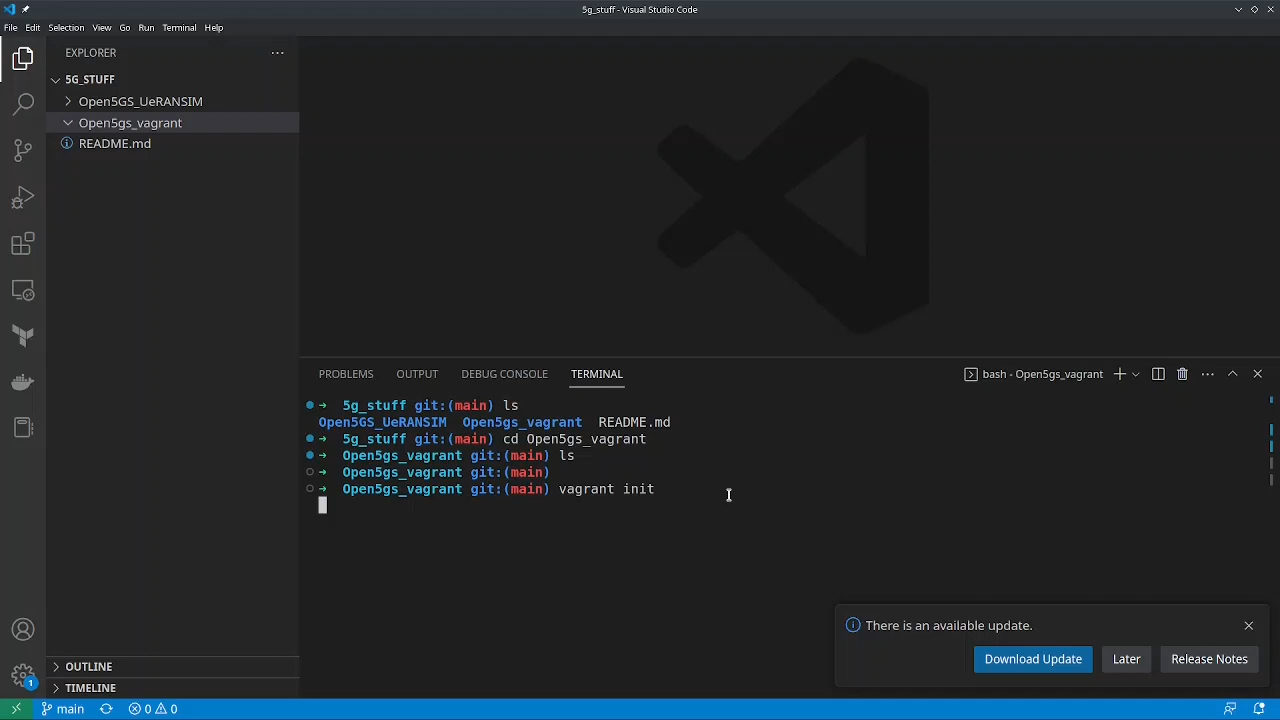 5g_stuff - Visual Studio Code
File Edit Selection View Go Run Terminal Help
EXPLORER
5G_STUFF
Open5GS_UeRANSIM
Open5gs_vagrant
README.md
OUTLINE
TIMELINE
PROBLEMS OUTPUT DEBUG CONSOLE TERMINAL
bash - Open5gs_vagrant
➜ 5g_stuff git:(main) ls
Open5GS_UeRANSIM Open5gs_vagrant README.md
➜ 5g_stuff git:(main) cd Open5gs_vagrant
➜ Open5gs_vagrant git:(main) ls
➜ Open5gs_vagrant git:(main)
➜ Open5gs_vagrant git:(main) vagrant init
There is an available update.
Download Update Later Release Notes
1
main 0 0